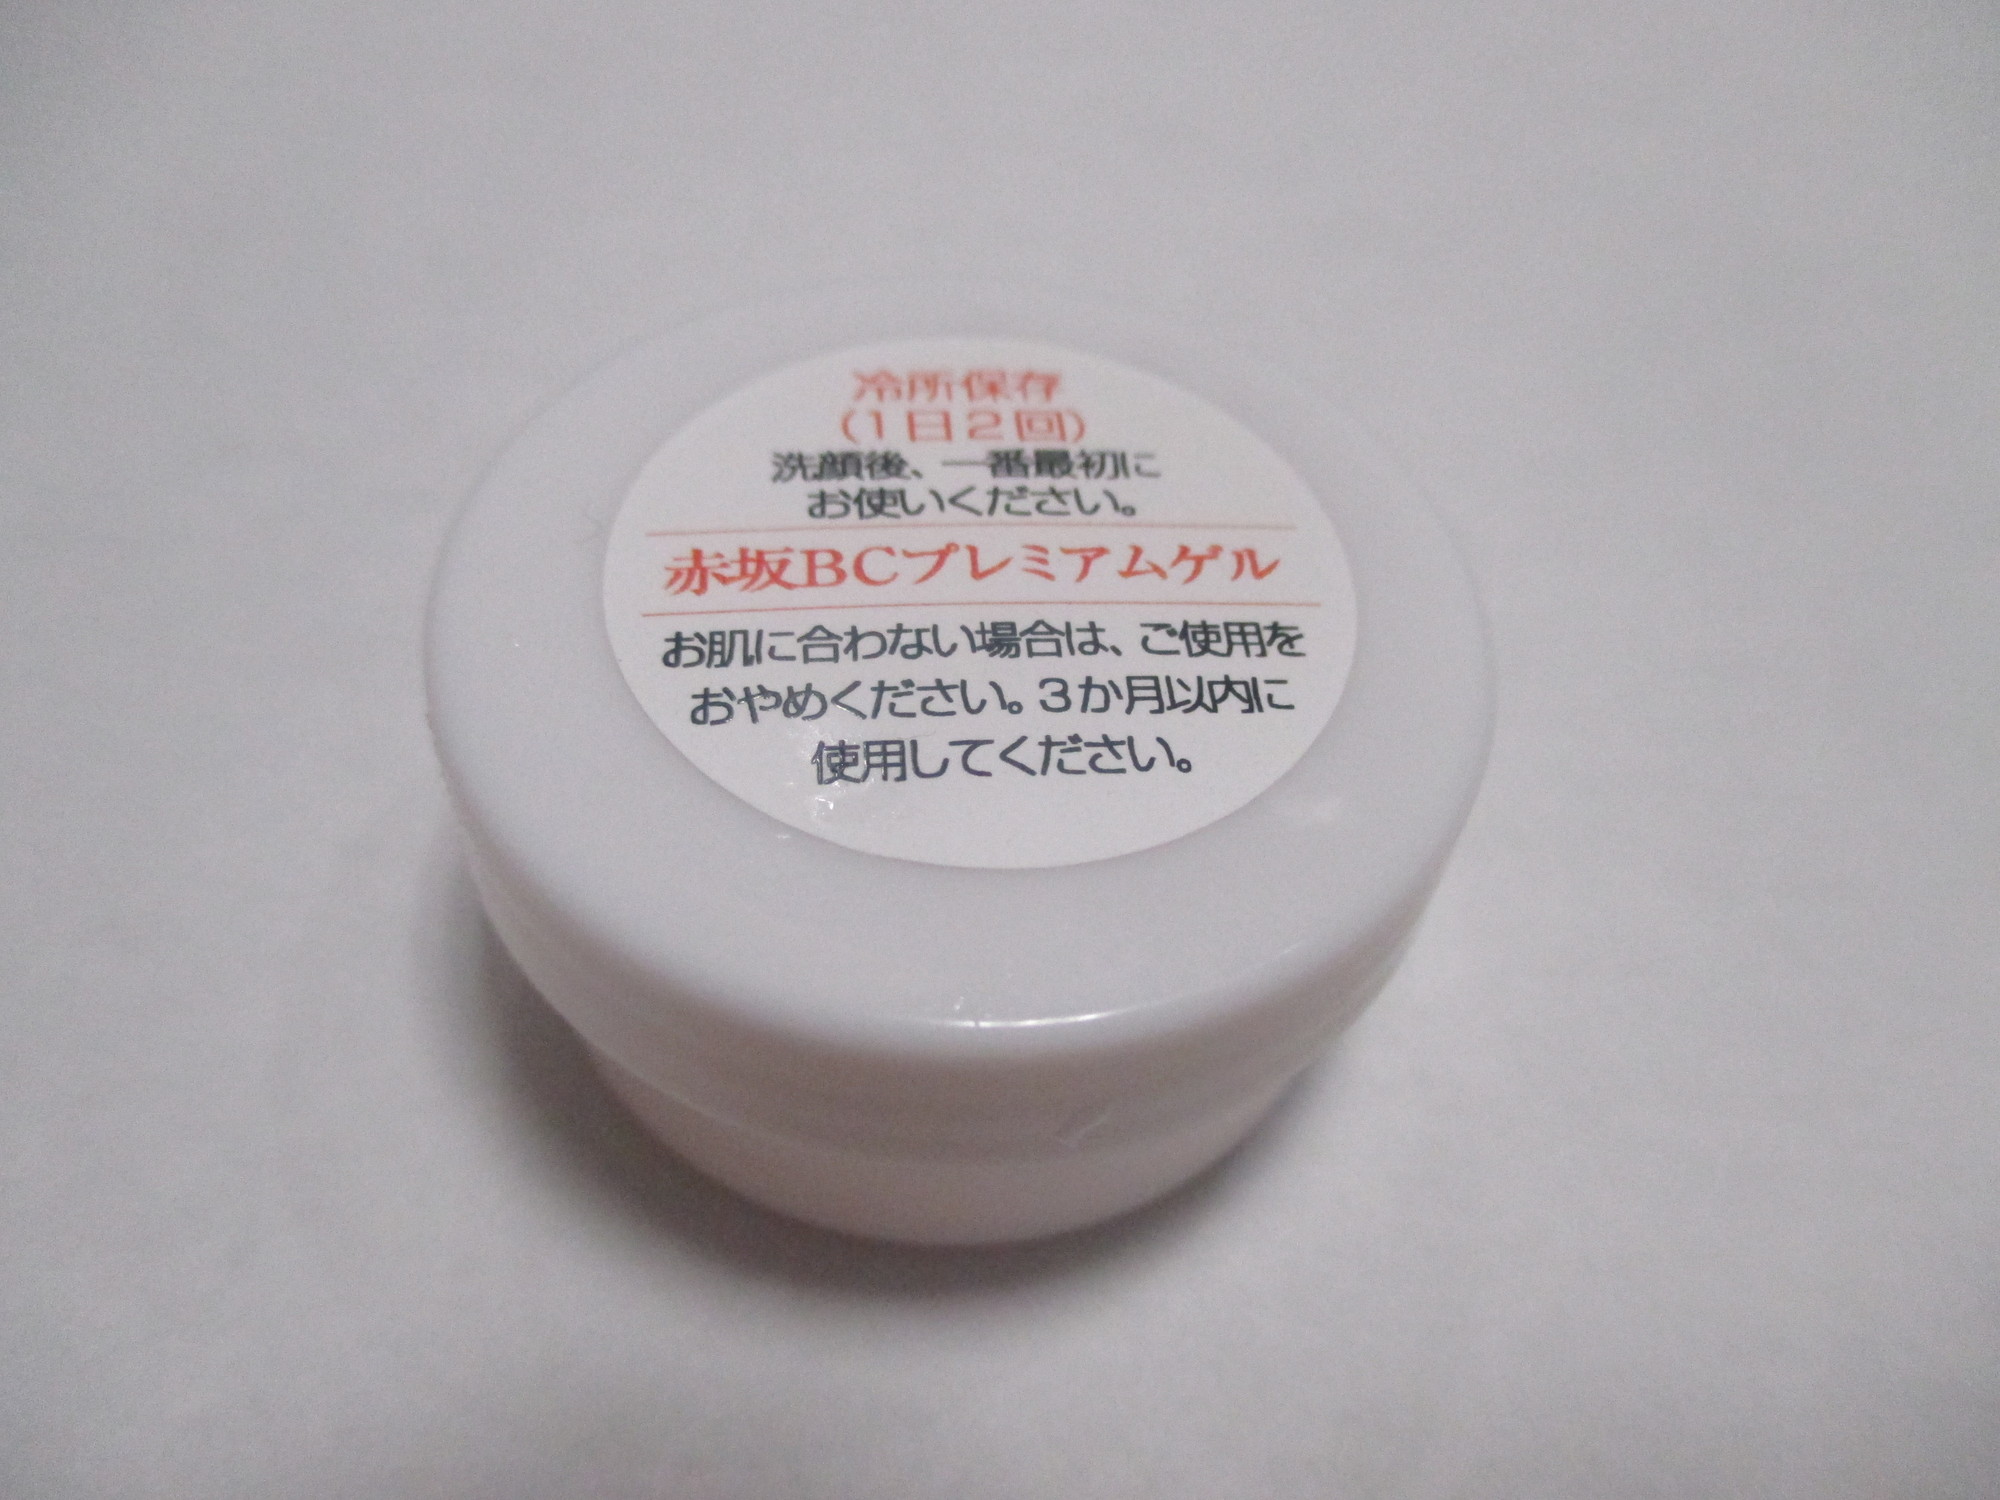 冷所保存
(1日2回)
洗顔後、一番最初に
お使いください。
赤坂BCプレミアムゲル
お肌に合わない場合は、ご使用を
おやめください。3か月以内に
使用してください。